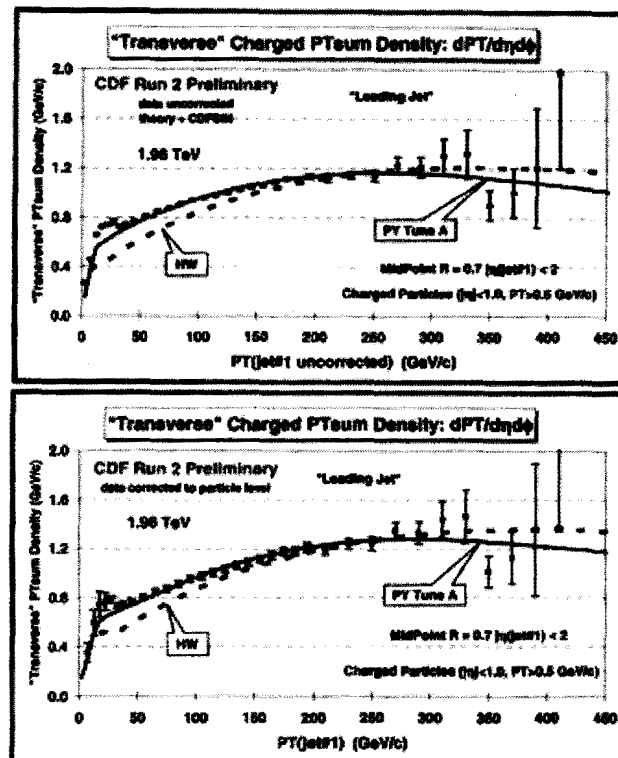 "Transverse" Charged PTsum Density: dPT/dηdφ
"Transverse" PTsum Density (GeV/c)
2.0
1.6
1.2
0.8
0.4
0.0
CDF Run 2 Preliminary
data uncorrected
theory + CDFSIM
"Leading Jet"
1.96 TeV
PY Tune A
HW
MidPoint R = 0.7 |η(jet#1)| < 2
Charged Particles (|η|<1.0, PT>0.5 GeV/c)
0 50 100 150 200 250 300 350 400 450
PT(jet#1 uncorrected) (GeV/c)
"Transverse" Charged PTsum Density: dPT/dηdφ
"Transverse" PTsum Density (GeV/c)
2.0
1.6
1.2
0.8
0.4
0.0
CDF Run 2 Preliminary
data corrected to particle level
"Leading Jet"
1.96 TeV
PY Tune A
HW
MidPoint R = 0.7 |η(jet#1)| < 2
Charged Particles (|η|<1.0, PT>0.5 GeV/c)
0 50 100 150 200 250 300 350 400 450
PT(jet#1) (GeV/c)